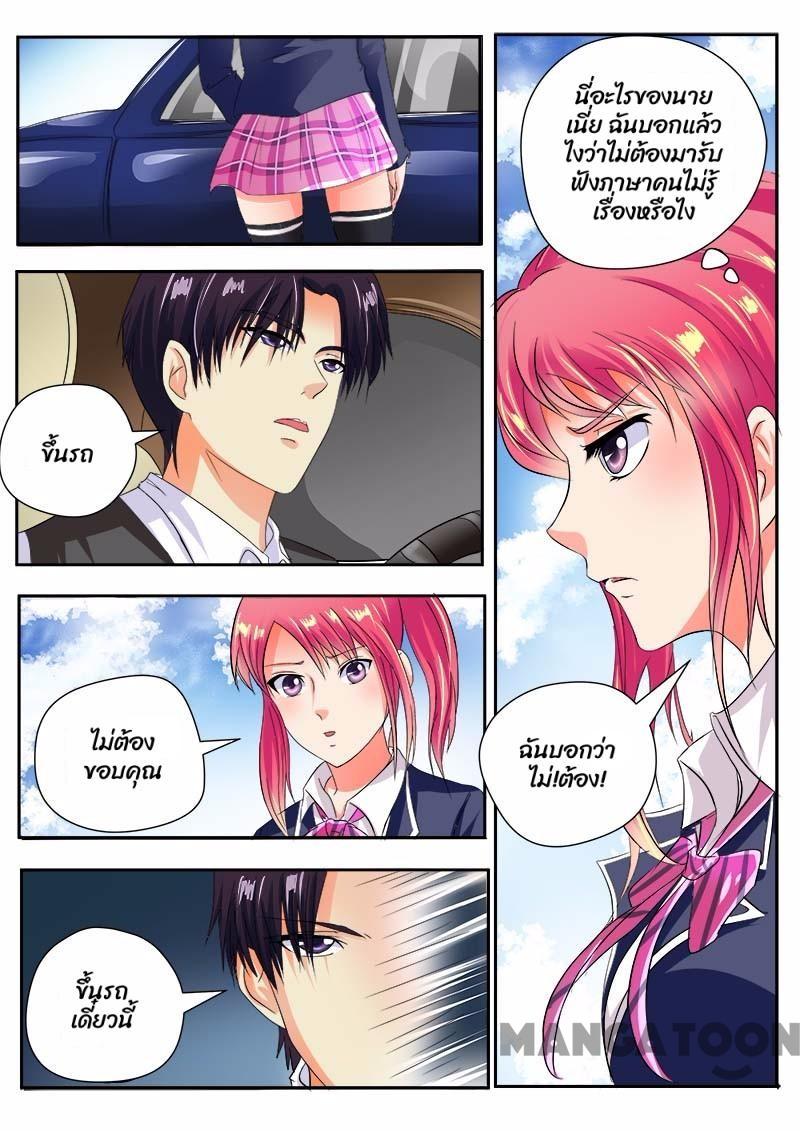 ขึ้นรถ
ไม่ต้อง
ขอบคุณ
ขึ้นรถ
เดี๋ยวนี้
นี่อะไรของนาย
เนี่ย ฉันบอกแล้ว
ไงว่าไม่ต้องมารับ
ฟังภาษาคนไม่รู้
เรื่องหรือไง
ฉันบอกว่า
ไม่!ต้อง!
MANGATOON